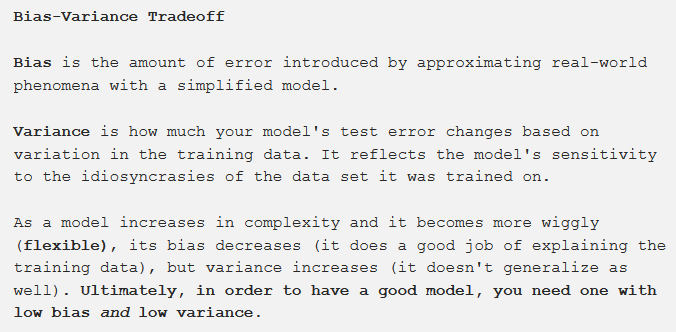 Bias-Variance Tradeoff
Bias is the amount of error introduced by approximating real-world
phenomena with a simplified model.
Variance is how much your model's test error changes based on
variation in the training data. It reflects the model's sensitivity
to the idiosyncrasies of the data set it was trained on.
As a model increases in complexity and it becomes more wiggly
(flexible), its bias decreases (it does a good job of explaining the
training data), but variance increases (it doesn't generalize as
well). Ultimately, in order to have a good model, you need one with
low bias and low variance.